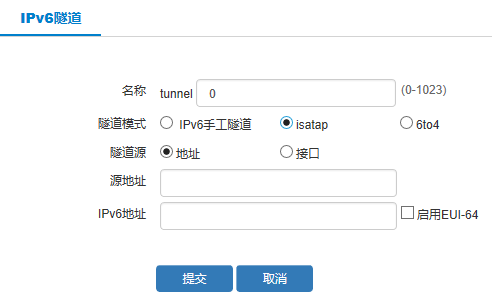 IPv6隧道
名称 tunnel 0 (0-1023)
隧道模式 IPv6手工隧道 isatap 6to4
隧道源 地址 接口
源地址
IPv6地址 启用EUI-64
提交 取消